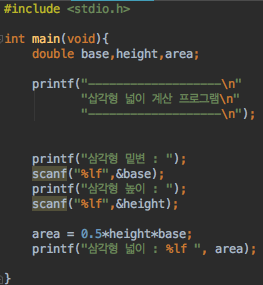 #include <stdio.h>
int main(void){
double base,height,area;
printf("---------------------\n"
"삼각형 넓이 계산 프로그램\n"
"---------------------\n");
printf("삼각형 밑변 : ");
scanf("%lf",&base);
printf("삼각형 높이 : ");
scanf("%lf",&height);
area = 0.5*height*base;
printf("삼각형 넓이 : %lf ", area);
}